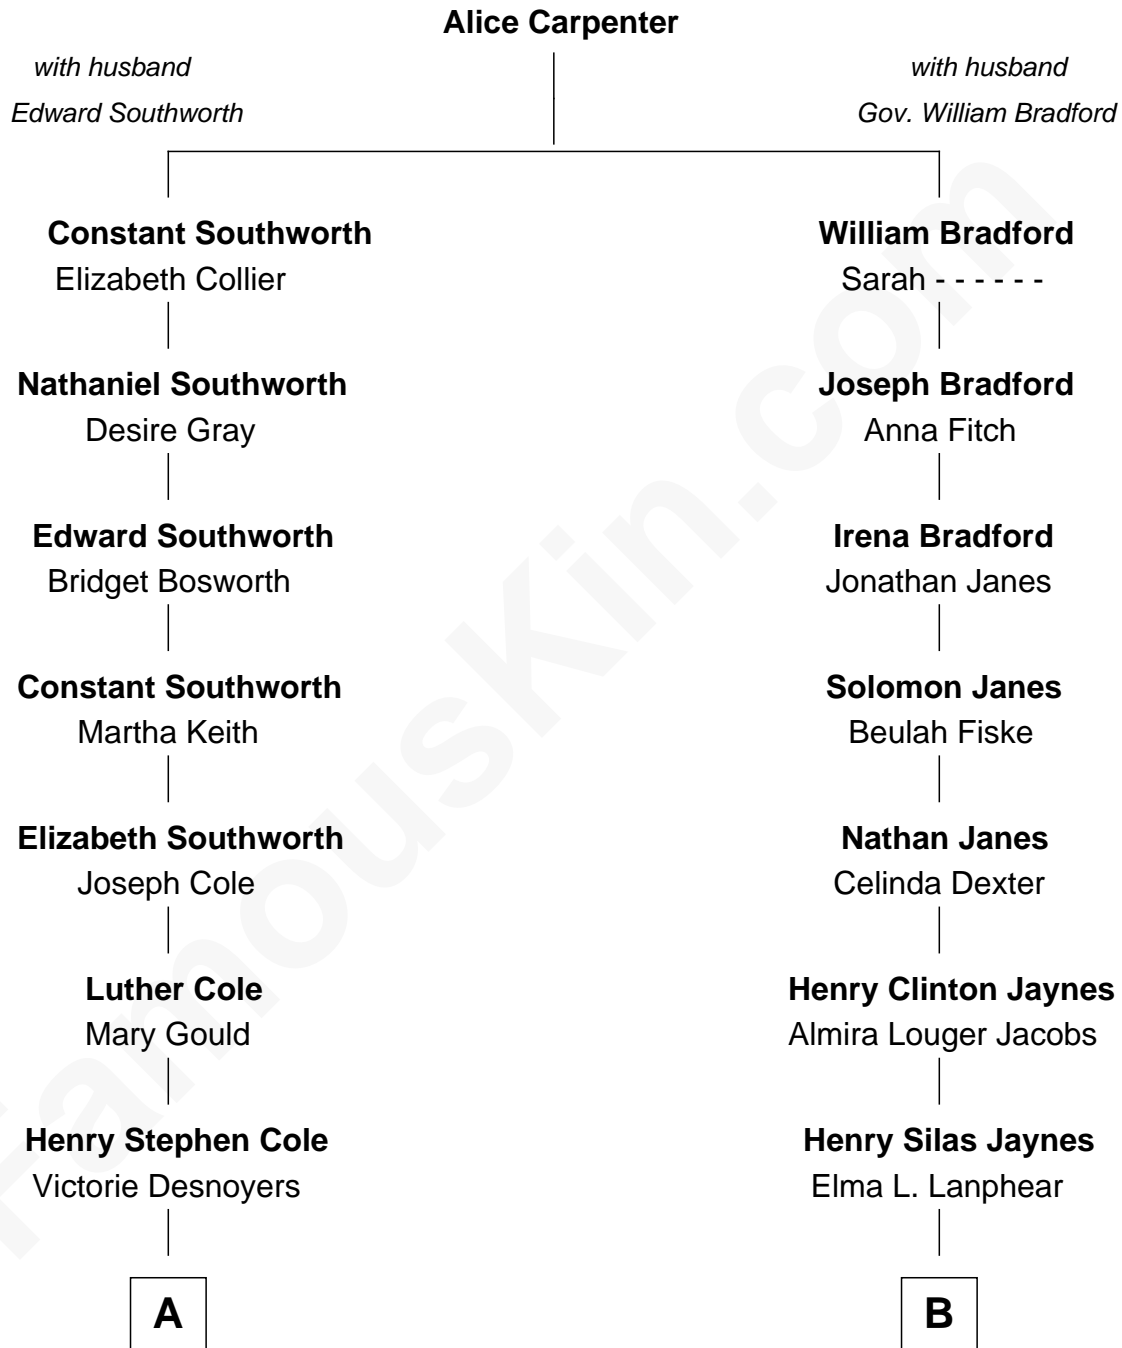 Alice Carpenter
with husband
Edward Southworth
with husband
Gov. William Bradford
Constant Southworth
Elizabeth Collier
William Bradford
Sarah - - - - - -
Nathaniel Southworth
Desire Gray
Joseph Bradford
Anna Fitch
Edward Southworth
Bridget Bosworth
Irena Bradford
Jonathan Janes
Constant Southworth
Martha Keith
Solomon Janes
Beulah Fiske
Elizabeth Southworth
Joseph Cole
Nathan Janes
Celinda Dexter
Luther Cole
Mary Gould
Henry Clinton Jaynes
Almira Louger Jacobs
Henry Stephen Cole
Victorie Desnoyers
Henry Silas Jaynes
Elma L. Lanphear
A
B
FamousKin.com